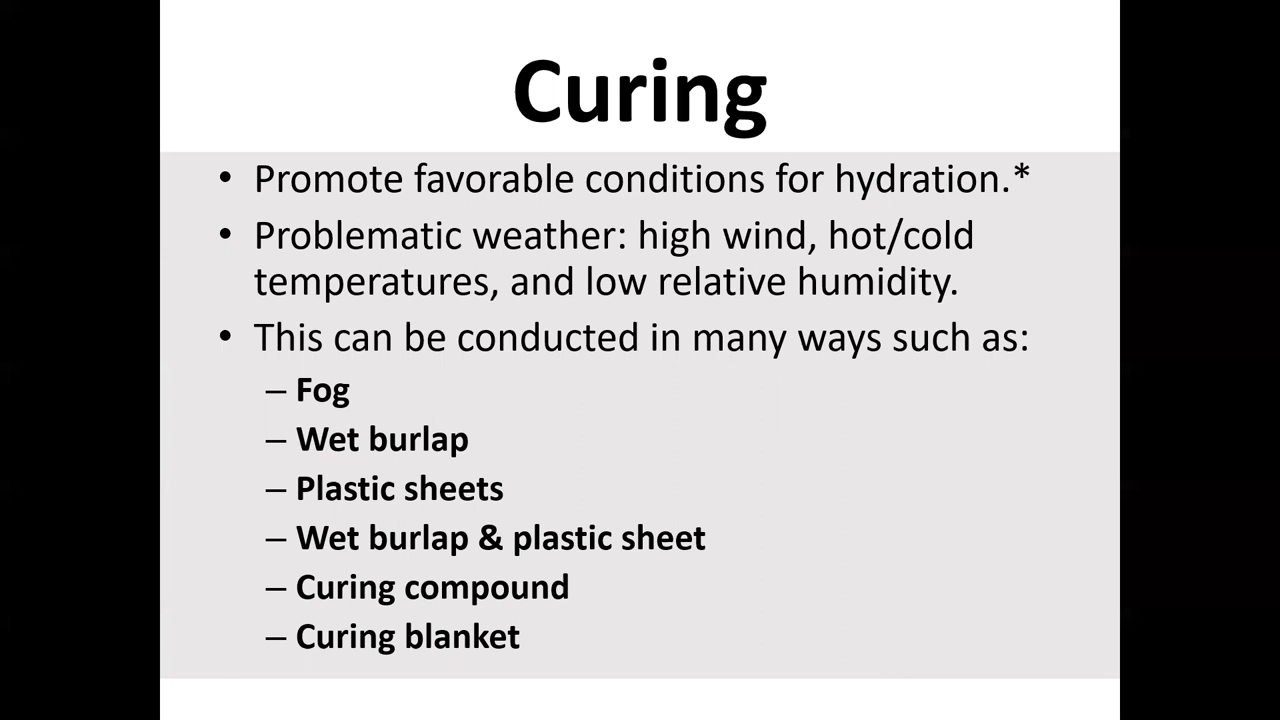 Curing
• Promote favorable conditions for hydration.*
• Problematic weather: high wind, hot/cold
temperatures, and low relative humidity.
• This can be conducted in many ways such as:
– Fog
– Wet burlap
– Plastic sheets
– Wet burlap & plastic sheet
– Curing compound
– Curing blanket